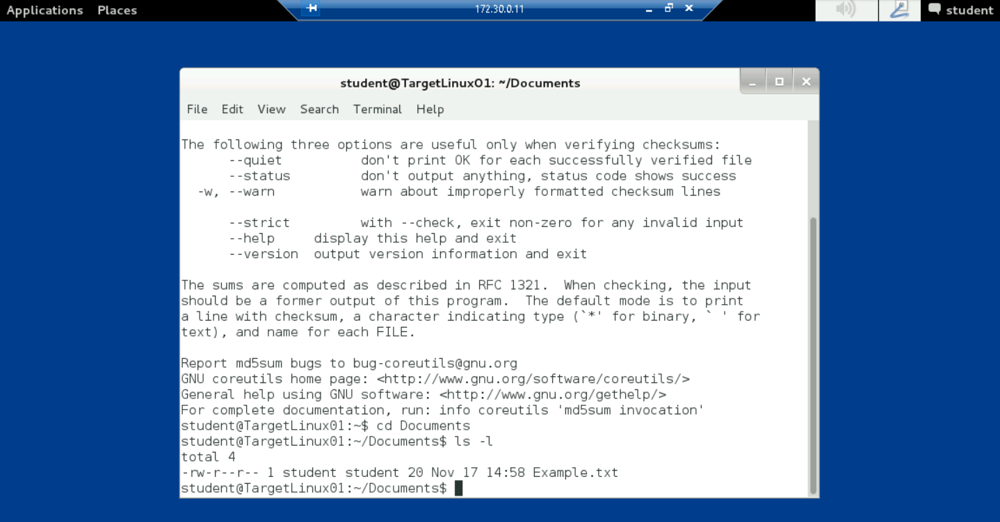 Applications Places 172.30.0.11 student
student@TargetLinux01: ~/Documents
File Edit View Search Terminal Help
The following three options are useful only when verifying checksums:
      --quiet          don't print OK for each successfully verified file
      --status         don't output anything, status code shows success
  -w, --warn           warn about improperly formatted checksum lines
      --strict         with --check, exit non-zero for any invalid input
      --help     display this help and exit
      --version  output version information and exit
The sums are computed as described in RFC 1321.  When checking, the input
should be a former output of this program.  The default mode is to print
a line with checksum, a character indicating type (`*' for binary, ` ' for
text), and name for each FILE.
Report md5sum bugs to bug-coreutils@gnu.org
GNU coreutils home page: <http://www.gnu.org/software/coreutils/>
General help using GNU software: <http://www.gnu.org/gethelp/>
For complete documentation, run: info coreutils 'md5sum invocation'
student@TargetLinux01:~$ cd Documents
student@TargetLinux01:~/Documents$ ls -l
total 4
-rw-r--r-- 1 student student 20 Nov 17 14:58 Example.txt
student@TargetLinux01:~/Documents$